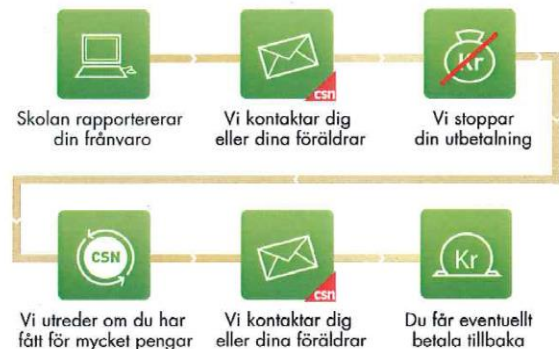 Skolan rapportererar
din frånvaro
csn
Vi kontaktar dig
eller dina föräldrar
Kr
Vi stoppar
din utbetalning
CSN
Vi utreder om du har
fått för mycket pengar
csn
Vi kontaktar dig
eller dina föräldrar
Kr
Du får eventuellt
betala tillbaka